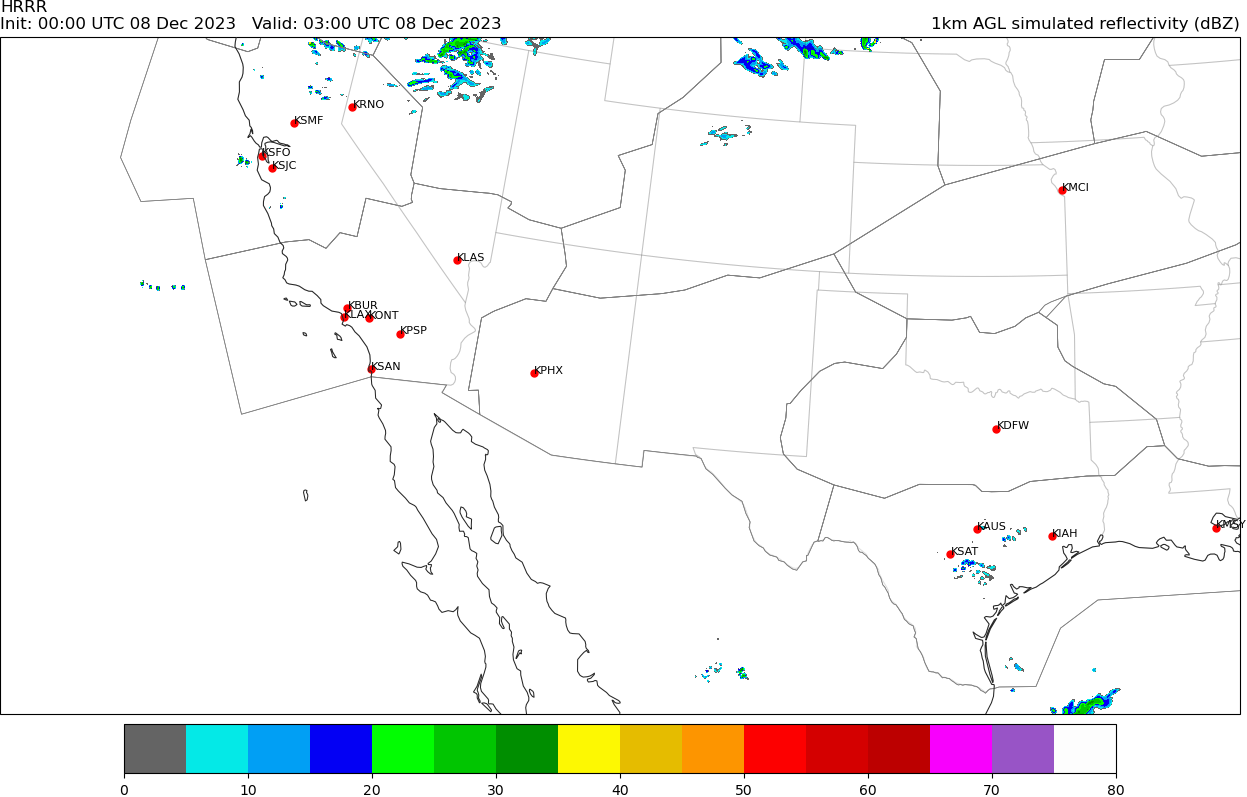 HRRR
Init: 00:00 UTC 08 Dec 2023   Valid: 03:00 UTC 08 Dec 2023
1km AGL simulated reflectivity (dBZ)
KRNO
KSMF
KSFO
KSJC
KMCI
KLAS
KBUR
KLAX
KONT
KPSP
KSAN
KPHX
KDFW
KAUS
KMSY
KIAH
KSAT
0 10 20 30 40 50 60 70 80